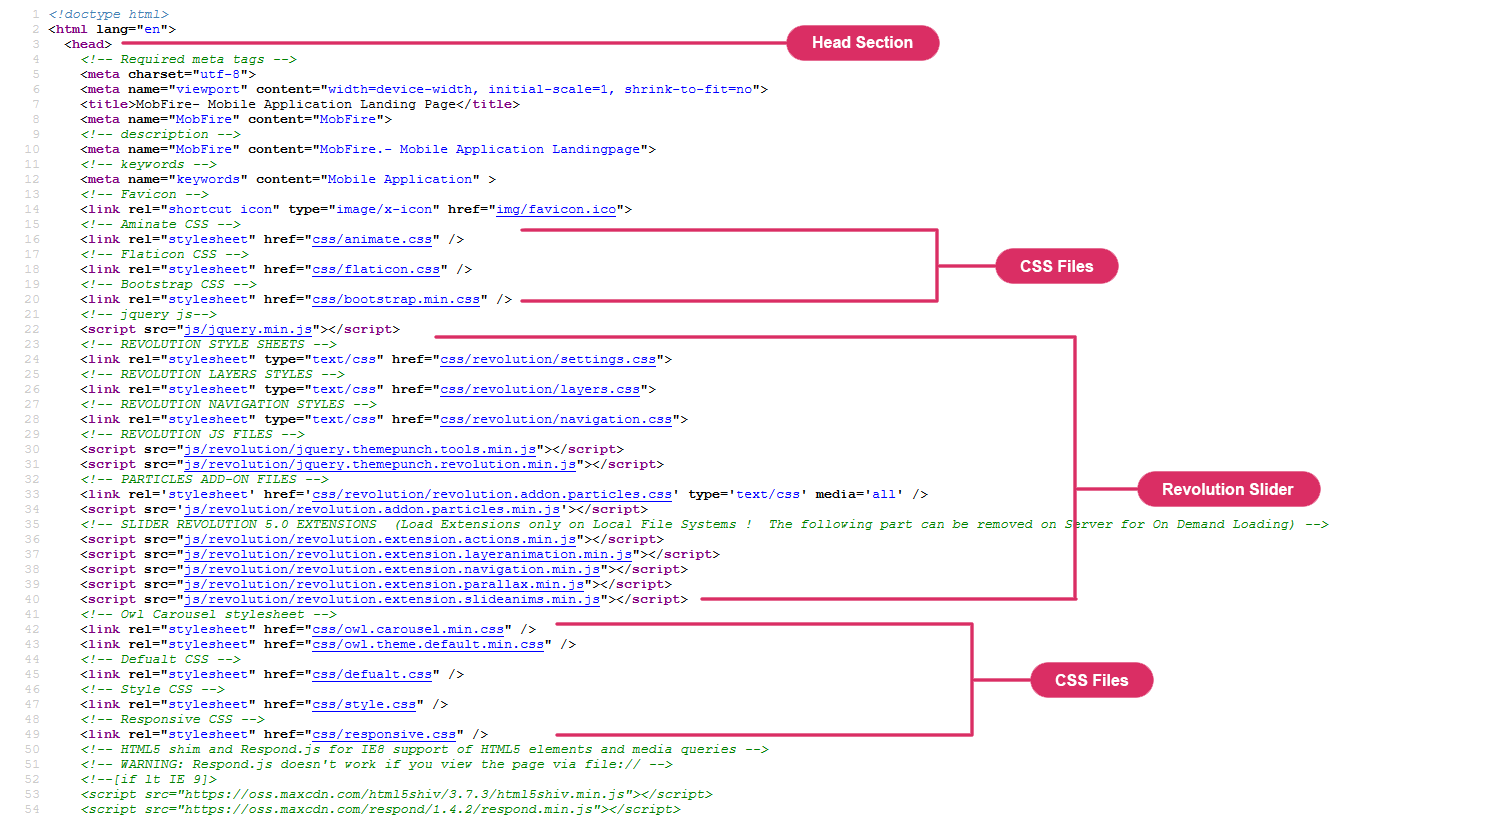 1 <!doctype html>
2 <html lang="en">
3 <head>
Head Section
4 <!-- Required meta tags -->
5 <meta charset="utf-8">
6 <meta name="viewport" content="width=device-width, initial-scale=1, shrink-to-fit=no">
7 <title>MobFire- Mobile Application Landing Page</title>
8 <meta name="MobFire" content="MobFire">
9 <!-- description -->
10 <meta name="MobFire" content="MobFire.- Mobile Application Landingpage">
11 <!-- keywords -->
12 <meta name="keywords" content="Mobile Application" >
13 <!-- Favicon -->
14 <link rel="shortcut icon" type="image/x-icon" href="img/favicon.ico">
15 <!-- Aminate CSS -->
16 <link rel="stylesheet" href="css/animate.css" />
17 <!-- Flaticon CSS -->
CSS Files
18 <link rel="stylesheet" href="css/flaticon.css" />
19 <!-- Bootstrap CSS -->
20 <link rel="stylesheet" href="css/bootstrap.min.css" />
21 <!-- jquery js-->
22 <script src="js/jquery.min.js"></script>
23 <!-- REVOLUTION STYLE SHEETS -->
24 <link rel="stylesheet" type="text/css" href="css/revolution/settings.css">
25 <!-- REVOLUTION LAYERS STYLES -->
26 <link rel="stylesheet" type="text/css" href="css/revolution/layers.css">
27 <!-- REVOLUTION NAVIGATION STYLES -->
28 <link rel="stylesheet" type="text/css" href="css/revolution/navigation.css">
29 <!-- REVOLUTION JS FILES -->
30 <script src="js/revolution/jquery.themepunch.tools.min.js"></script>
31 <script src="js/revolution/jquery.themepunch.revolution.min.js"></script>
32 <!-- PARTICLES ADD-ON FILES -->
Revolution Slider
33 <link rel='stylesheet' href='css/revolution/revolution.addon.particles.css' type='text/css' media='all' />
34 <script src='js/revolution/revolution.addon.particles.min.js'></script>
35 <!-- SLIDER REVOLUTION 5.0 EXTENSIONS  (Load Extensions only on Local File Systems !  The following part can be removed on Server for On Demand Loading) -->
36 <script src="js/revolution/revolution.extension.actions.min.js"></script>
37 <script src="js/revolution/revolution.extension.layeranimation.min.js"></script>
38 <script src="js/revolution/revolution.extension.navigation.min.js"></script>
39 <script src="js/revolution/revolution.extension.parallax.min.js"></script>
40 <script src="js/revolution/revolution.extension.slideanims.min.js"></script>
41 <!-- Owl Carousel stylesheet -->
42 <link rel="stylesheet" href="css/owl.carousel.min.css" />
43 <link rel="stylesheet" href="css/owl.theme.default.min.css" />
44 <!-- Defualt CSS -->
45 <link rel="stylesheet" href="css/defualt.css" />
CSS Files
46 <!-- Style CSS -->
47 <link rel="stylesheet" href="css/style.css" />
48 <!-- Responsive CSS -->
49 <link rel="stylesheet" href="css/responsive.css" />
50 <!-- HTML5 shim and Respond.js for IE8 support of HTML5 elements and media queries -->
51 <!-- WARNING: Respond.js doesn't work if you view the page via file:// -->
52 <!--[if lt IE 9]>
53 <script src="https://oss.maxcdn.com/html5shiv/3.7.3/html5shiv.min.js"></script>
54 <script src="https://oss.maxcdn.com/respond/1.4.2/respond.min.js"></script>